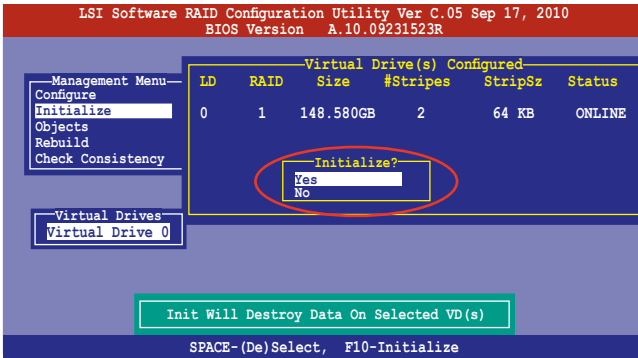 LSI Software RAID Configuration Utility Ver C.05 Sep 17, 2010
BIOS Version A.10.09231523R
Virtual Drive(s) Configured
LD RAID Size #Stripes StripSz Status
0 1 148.580GB 2 64 KB ONLINE
Management Menu
Configure
Initialize
Objects
Rebuild
Check Consistency
Initialize?
Yes
No
Virtual Drives
Virtual Drive 0
Init Will Destroy Data On Selected VD(s)
SPACE-(De)Select, F10-Initialize